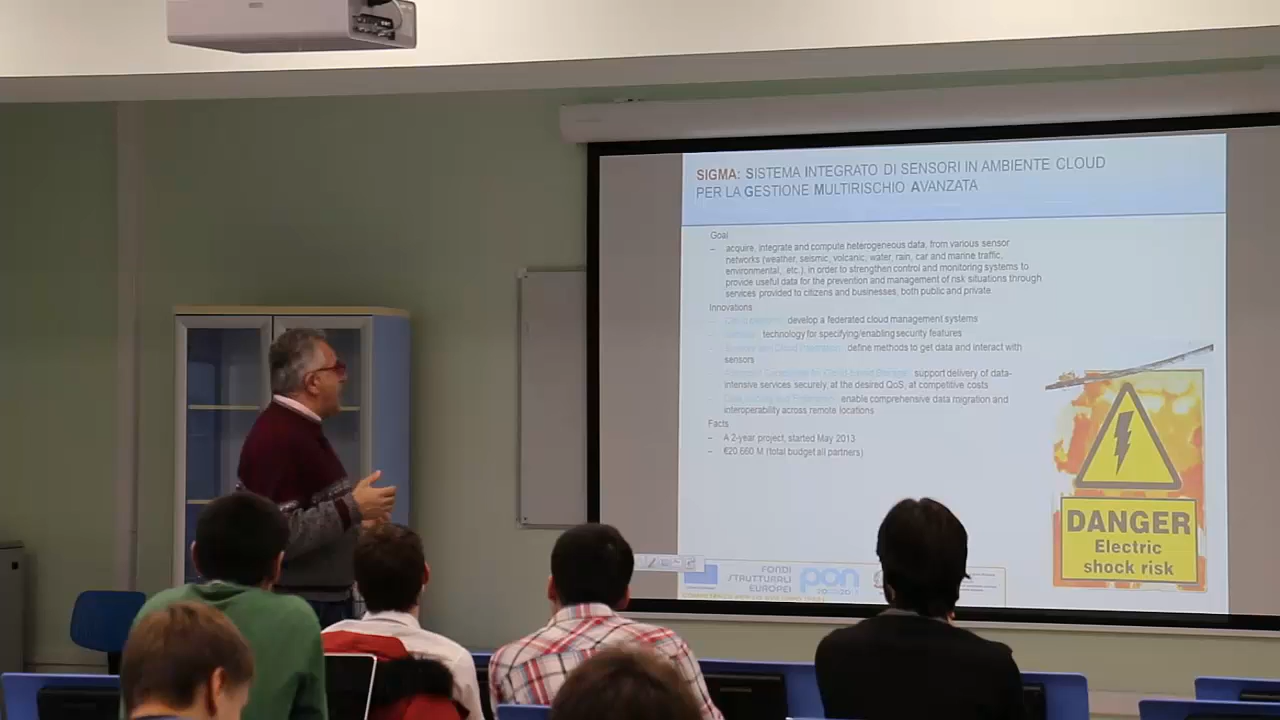 SIGMA: SISTEMA INTEGRATO DI SENSORI IN AMBIENTE CLOUD
PER LA GESTIONE MULTIRISCHIO AVANZATA
Goal
– acquire, integrate and compute heterogeneous data, from various sensor
networks (weather, seismic, volcanic, water, rain, car and marine traffic,
environmental, etc.), in order to strengthen control and monitoring systems to
provide useful data for the prevention and management of risk situations through
services provided to citizens and businesses, both public and private
Innovations
– develop a federated cloud management systems
– technology for specifying/enabling security features
– define methods to get data and interact with
sensors
– support delivery of data-
intensive services securely, at the desired QoS, at competitive costs
– enable comprehensive data migration and
interoperability across remote locations
Facts
– A 2-year project, started May 2013
– €20.660 M (total budget all partners)
DANGER
Electric
shock risk
FONDI
STRUTTURALI
EUROPEI
pon